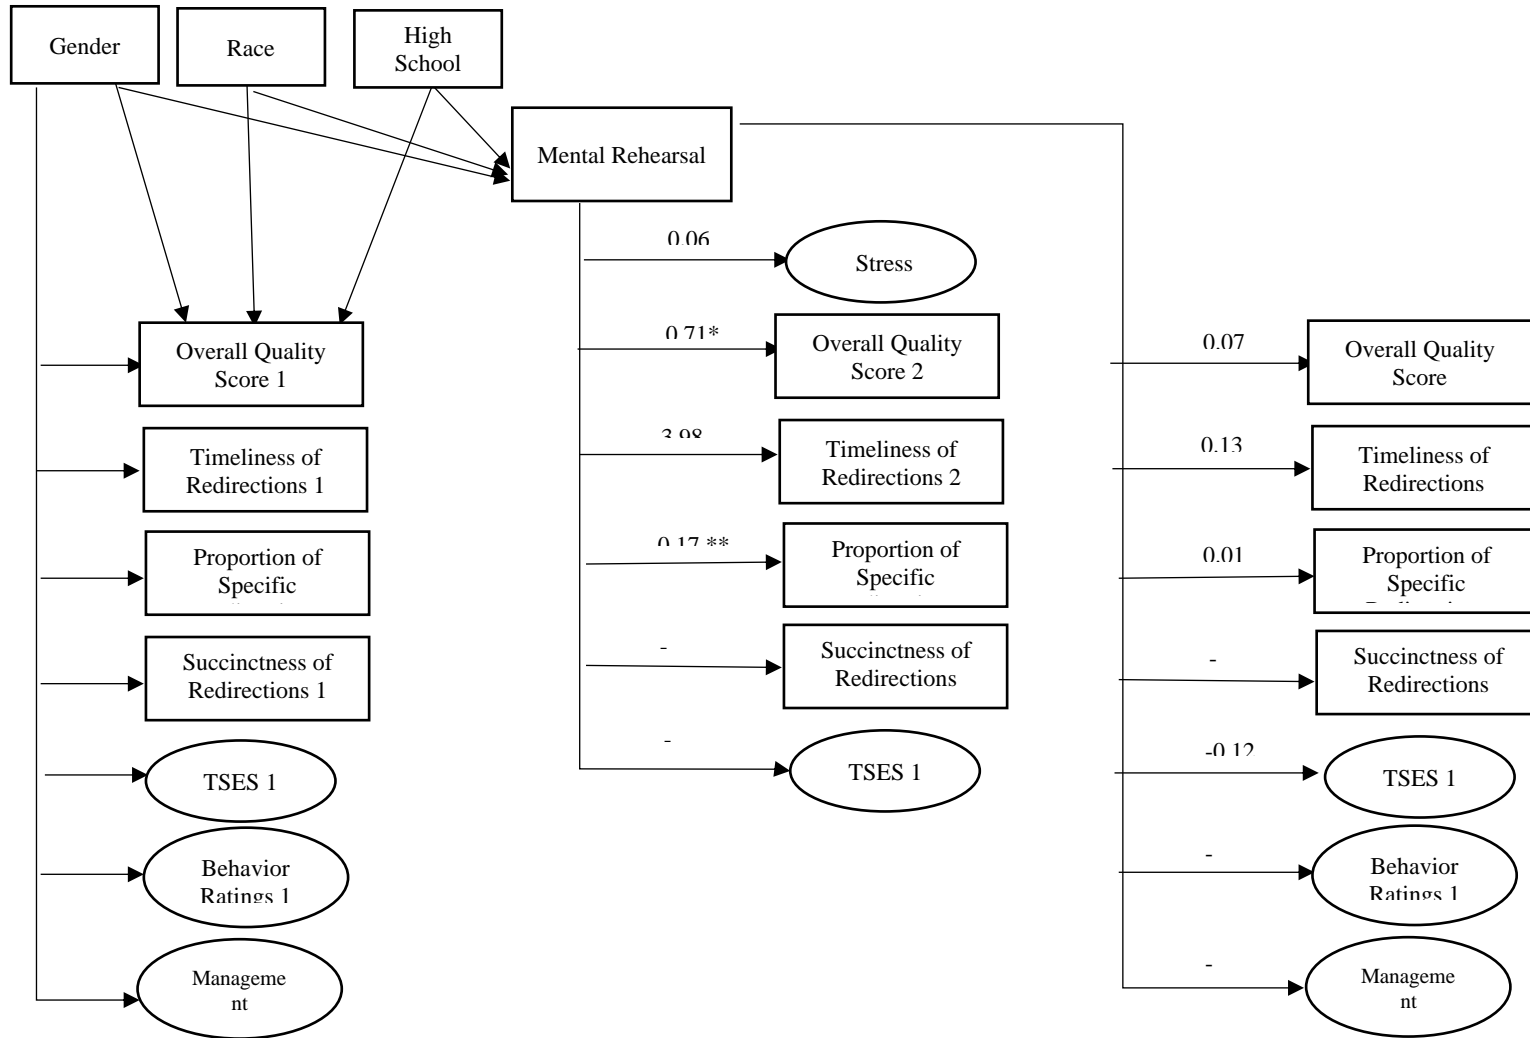 Gender
Race
High
School
Mental Rehearsal
Overall Quality
Score 1
Timeliness of
Redirections 1
Proportion of
Specific
Succinctness of
Redirections 1
TSES 1
Behavior
Ratings 1
Manageme
nt
0.06
Stress
0.71*
Overall Quality
Score 2
3.98
Timeliness of
Redirections 2
0.17 **
Proportion of
Specific
-
Succinctness of
Redirections
-
TSES 1
0.07
Overall Quality
Score
0.13
Timeliness of
Redirections
0.01
Proportion of
Specific
-
Succinctness of
Redirections
-0.12
TSES 1
-
Behavior
Ratings 1
-
Manageme
nt